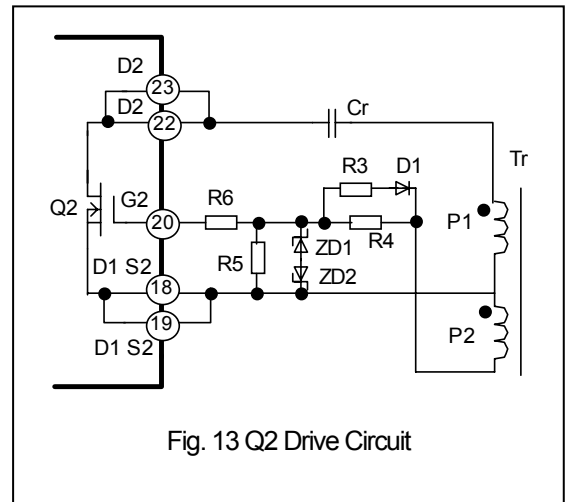 D2
23
D2
22
Cr
Tr
R3
D1
P1
Q2
G2
20
R6
R4
R5
ZD1
ZD2
D1 S2
18
19
D1 S2
P2
Fig. 13 Q2 Drive Circuit